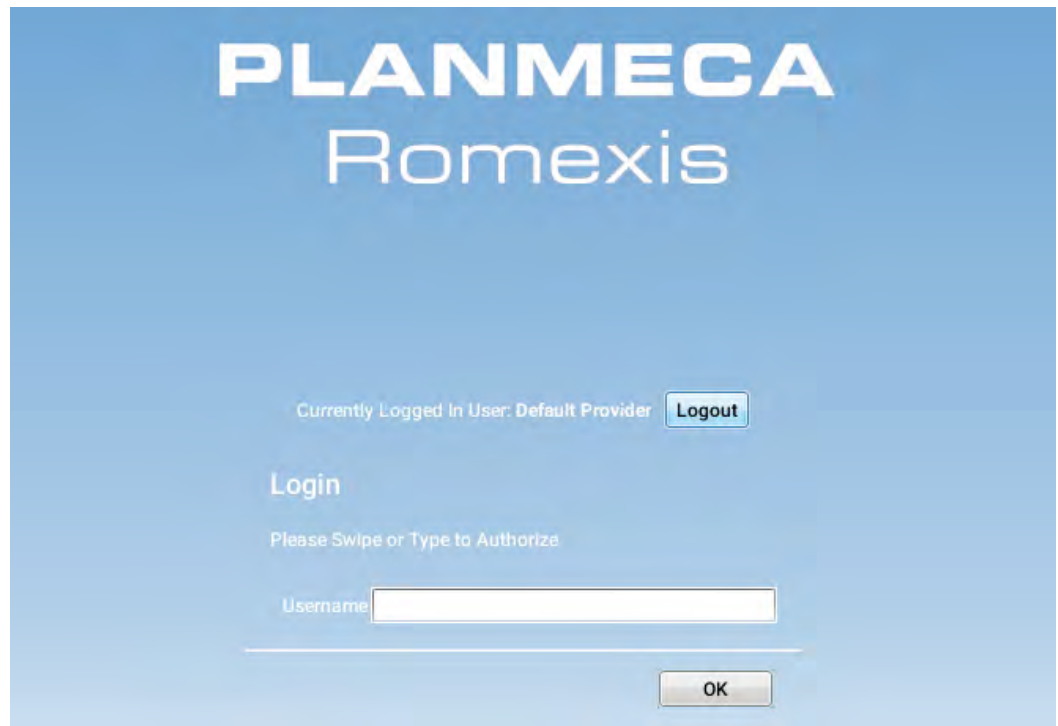 PLANMECA
Romexis
Currently Logged In User: Default Provider Logout
Login
Please Swipe or Type to Authorize
Username
OK